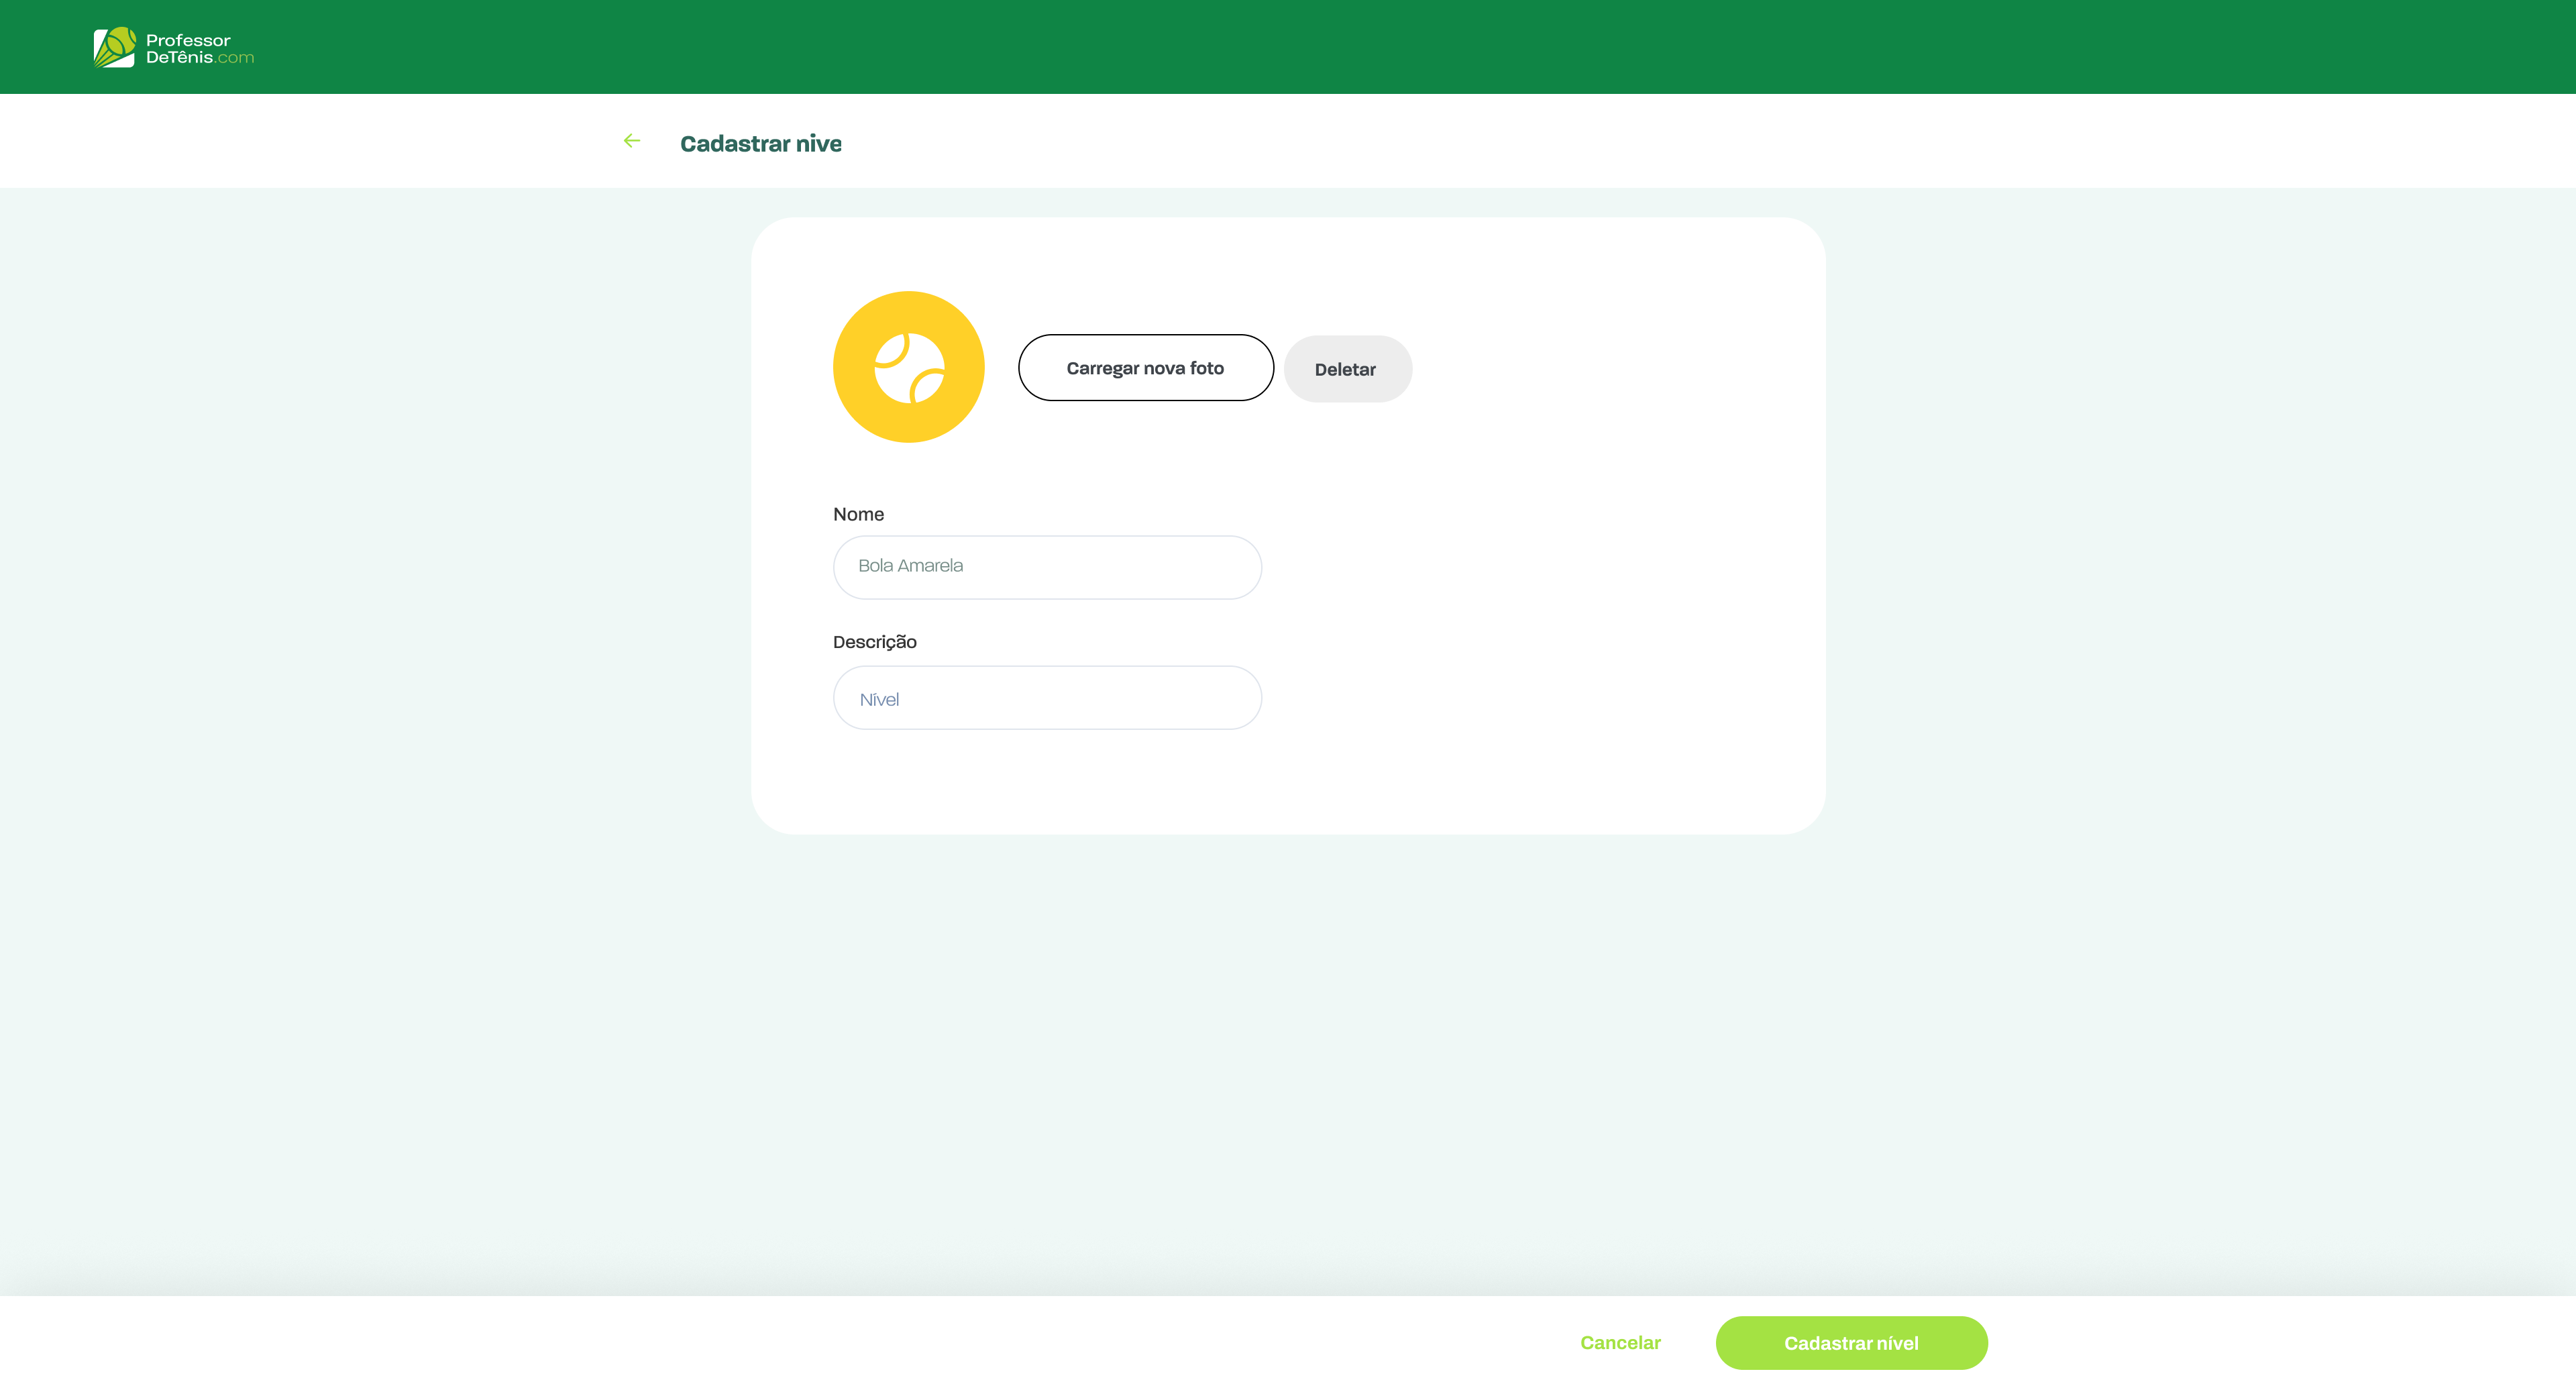 Professor
DeTênis.com
Cadastrar nive
Carregar nova foto
Deletar
Nome
Bola Amarela
Descrição
Nível
Cancelar
Cadastrar nível